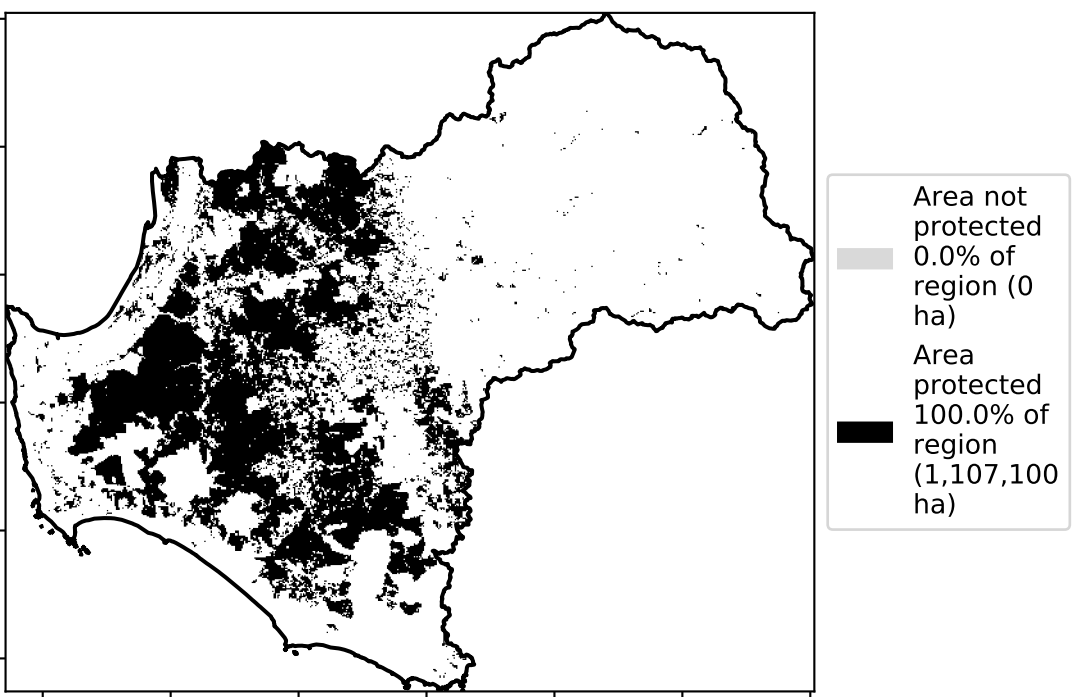 Area not
protected
0.0% of
region (0
ha)
Area
protected
100.0% of
region
(1,107,100
ha)